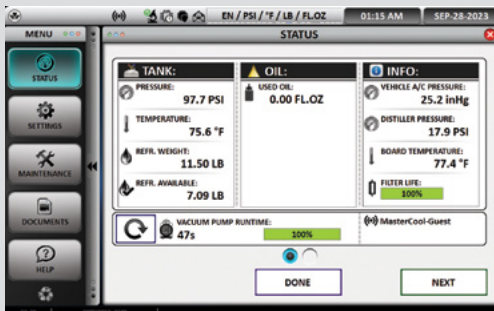 EN / PSI / °F / LB / FL.OZ
01:15 AM
SEP-28-2023
MENU
STATUS
STATUS
SETTINGS
MAINTENANCE
DOCUMENTS
HELP
TANK:
PRESSURE:
97.7 PSI
TEMPERATURE:
75.6 °F
REFR. WEIGHT:
11.50 LB
REFR. AVAILABLE:
7.09 LB
OIL:
USED OIL:
0.00 FL.OZ
INFO:
VEHICLE A/C PRESSURE:
25.2 inHg
DISTILLER PRESSURE:
17.9 PSI
BOARD TEMPERATURE:
77.4 °F
FILTER LIFE:
100%
VACUUM PUMP RUNTIME:
47s
100%
MasterCool-Guest
DONE
NEXT